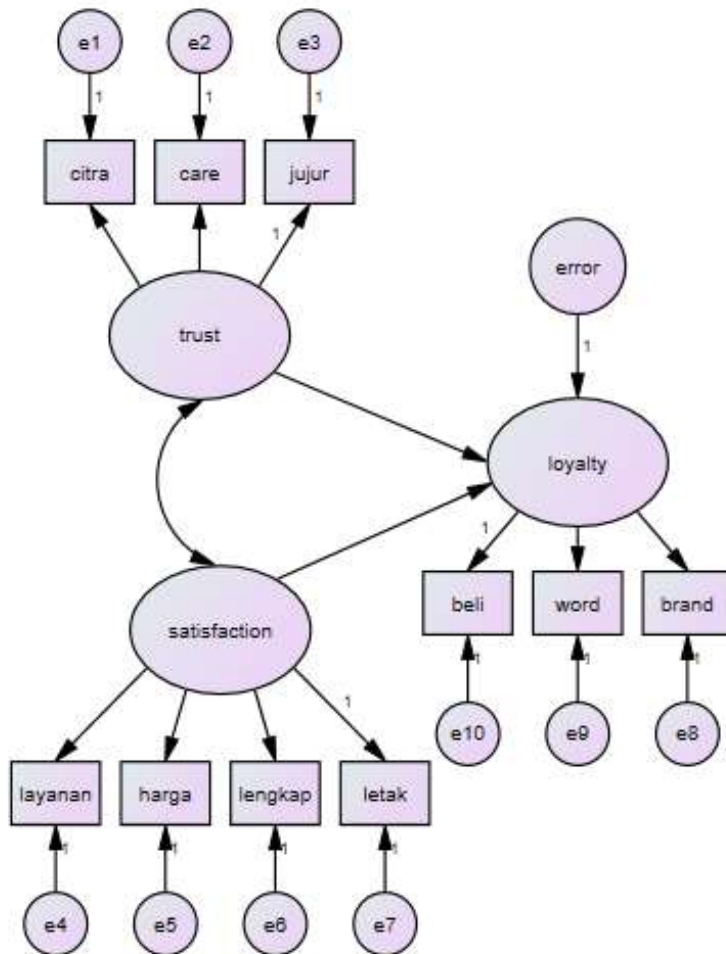 e1 e2 e3
1 1 1
citra care jujur
1
error
trust
1
loyalty
1
beli word brand
satisfaction
1 1 1
1
e10 e9 e8
layanan harga lengkap letak
1 1 1 1
e4 e5 e6 e7